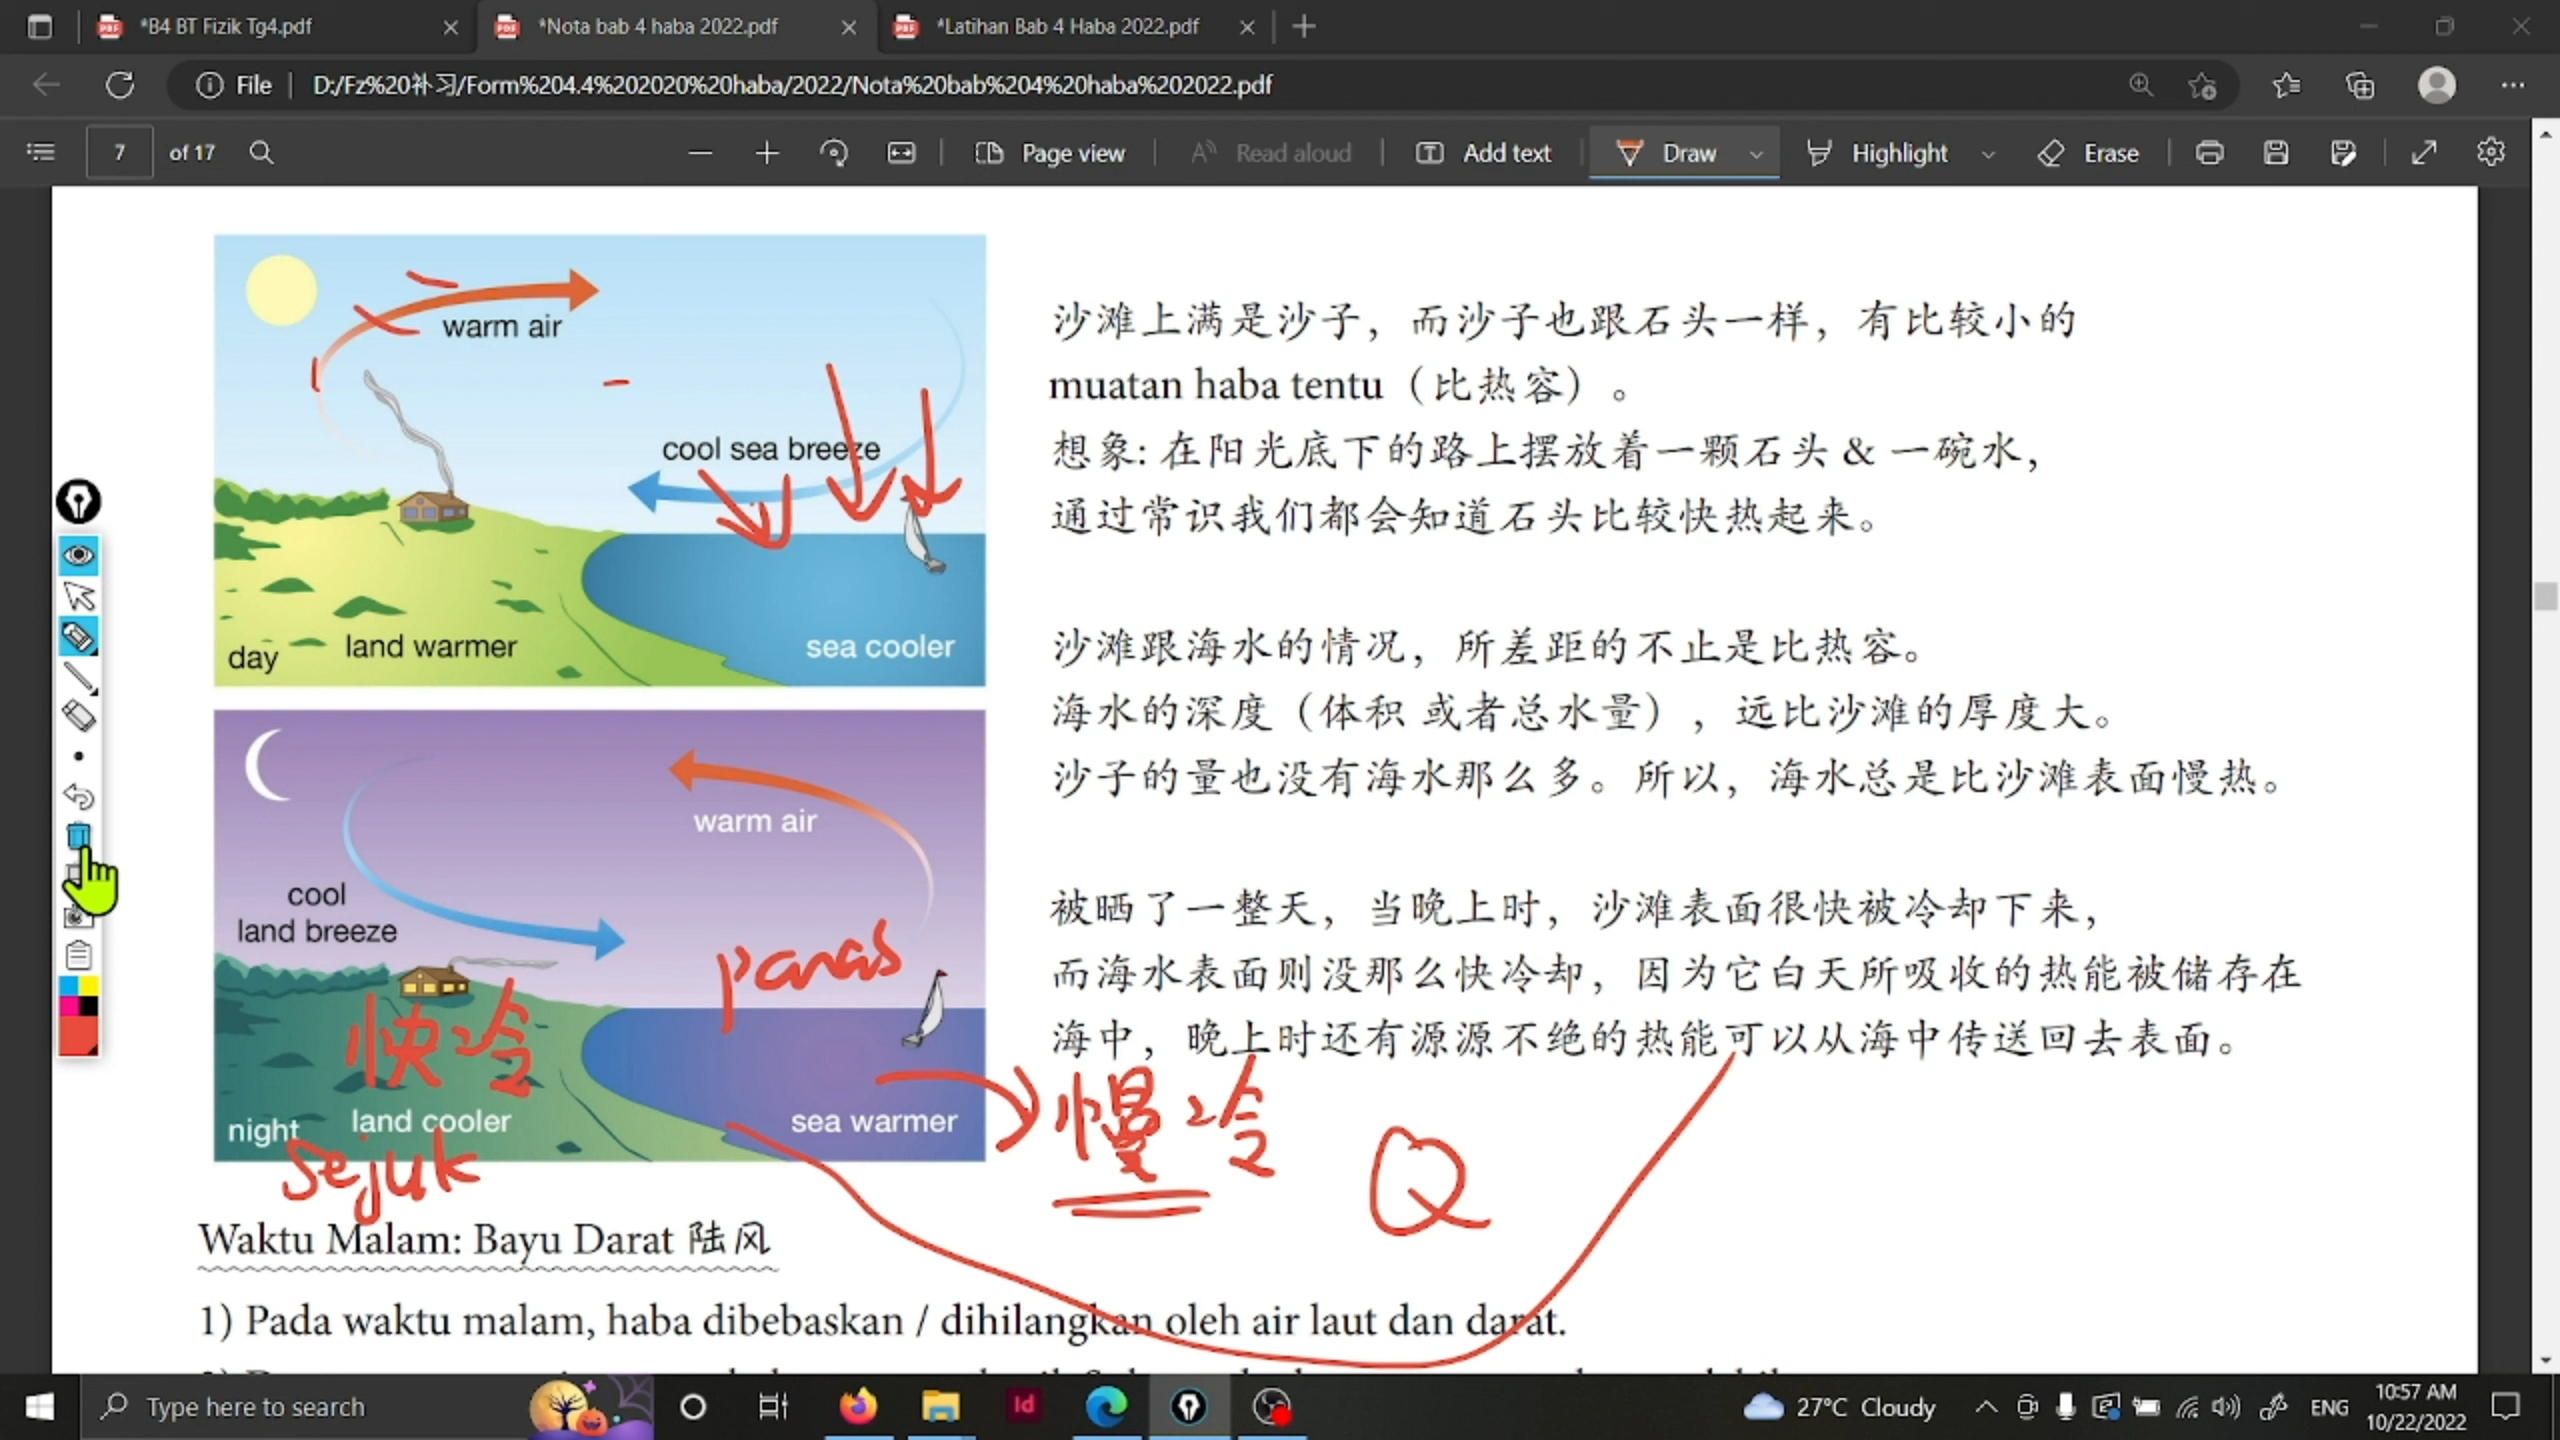 *B4 BT Fizik Tg4.pdf
*Nota bab 4 haba 2022.pdf
*Latihan Bab 4 Haba 2022.pdf
File
D:/Fz%20补习/Form%204.4%202020%20haba/2022/Nota%20bab%204%20haba%202022.pdf
7 of 17
Page view
Read aloud
Add text
Draw
Highlight
Erase
warm air
cool sea breeze
day
land warmer
sea cooler
沙滩上满是沙子，而沙子也跟石头一样，有比较小的
muatan haba tentu（比热容）。
想象: 在阳光底下的路上摆放着一颗石头 & 一碗水，
通过常识我们都会知道石头比较快热起来。
沙滩跟海水的情况，所差距的不止是比热容。
海水的深度（体积 或者总水量），远比沙滩的厚度大。
沙子的量也没有海水那么多。所以，海水总是比沙滩表面慢热。
warm air
cool
land breeze
panas
快冷
night
land cooler
sea warmer
sejuk
被晒了一整天，当晚上时，沙滩表面很快被冷却下来，
而海水表面则没那么快冷却，因为它白天所吸收的热能被储存在
海中，晚上时还有源源不绝的热能可以从海中传送回去表面。
慢冷
Q
Waktu Malam: Bayu Darat 陆风
1) Pada waktu malam, haba dibebaskan / dihilangkan oleh air laut dan darat.
Type here to search
Id
27°C Cloudy
ENG
10:57 AM
10/22/2022